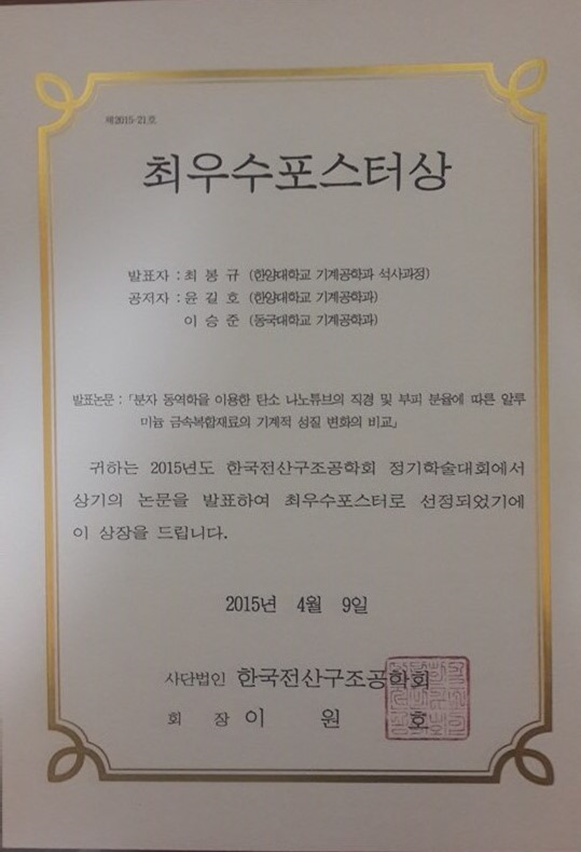 제2015-21호
최우수포스터상
발표자 : 최 봉 규 (한양대학교 기계공학과 석사과정)
공저자 : 윤 길 호 (한양대학교 기계공학과)
이 승 준 (동국대학교 기계공학과)
발표논문 : 「분자 동역학을 이용한 탄소 나노튜브의 직경 및 부피 분율에 따른 알루
미늄 금속복합재료의 기계적 성질 변화의 비교」
귀하는 2015년도 한국전산구조공학회 정기학술대회에서
상기의 논문을 발표하여 최우수포스터로 선정되었기에
이 상장을 드립니다.
2015년 4월 9일
사단법인 한국전산구조공학회
회 장 이 원 호